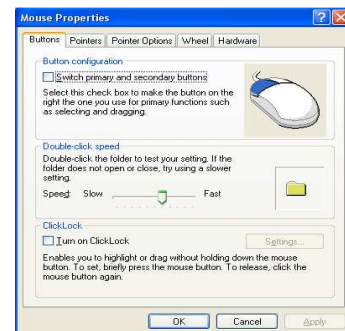 Mouse Properties
Buttons Pointers Pointer Options Wheel Hardware
Button configuration
Switch primary and secondary buttons
Select this check box to make the button on the
right the one you use for primary functions such
as selecting and dragging.
Double-click speed
Double-click the folder to test your setting. If the
folder does not open or close, try using a slower
setting.
Speed: Slow Fast
ClickLock
Turn on ClickLock Settings...
Enables you to highlight or drag without holding down the mouse
button. To set, briefly press the mouse button. To release, click the
mouse button again.
OK Cancel Apply